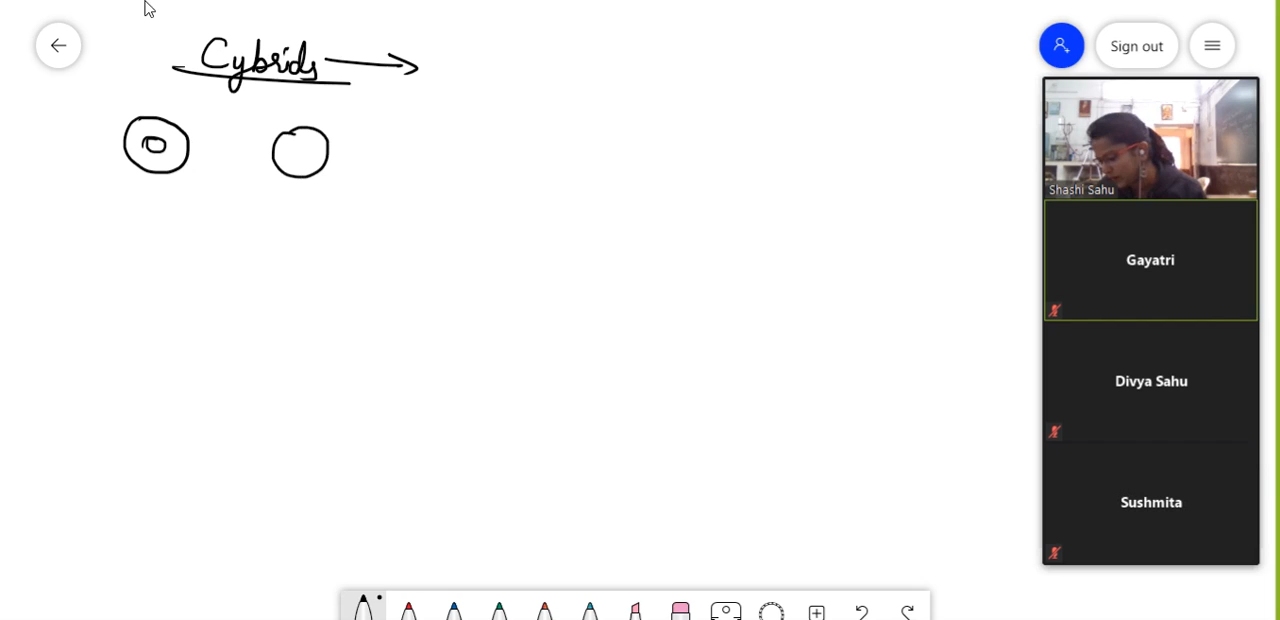 Cybrids
Sign out
Shashi Sahu
Gayatri
Divya Sahu
Sushmita